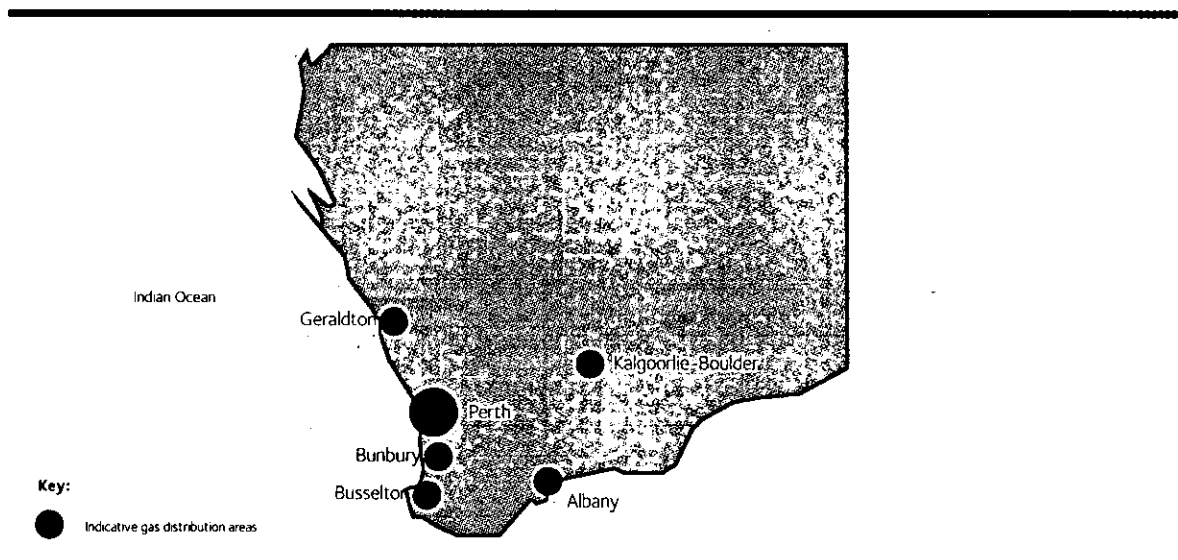 Indian Ocean
Geraldton
Kalgoorlie-Boulder
Perth
Bunbury
Busselton
Albany
Key:
Indicative gas distribution areas